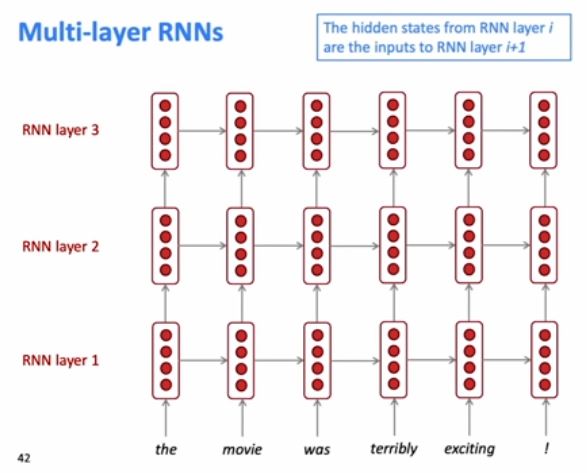 Multi-layer RNNs
The hidden states from RNN layer i
are the inputs to RNN layer i+1
RNN layer 3
RNN layer 2
RNN layer 1
the movie was terribly exciting !
42